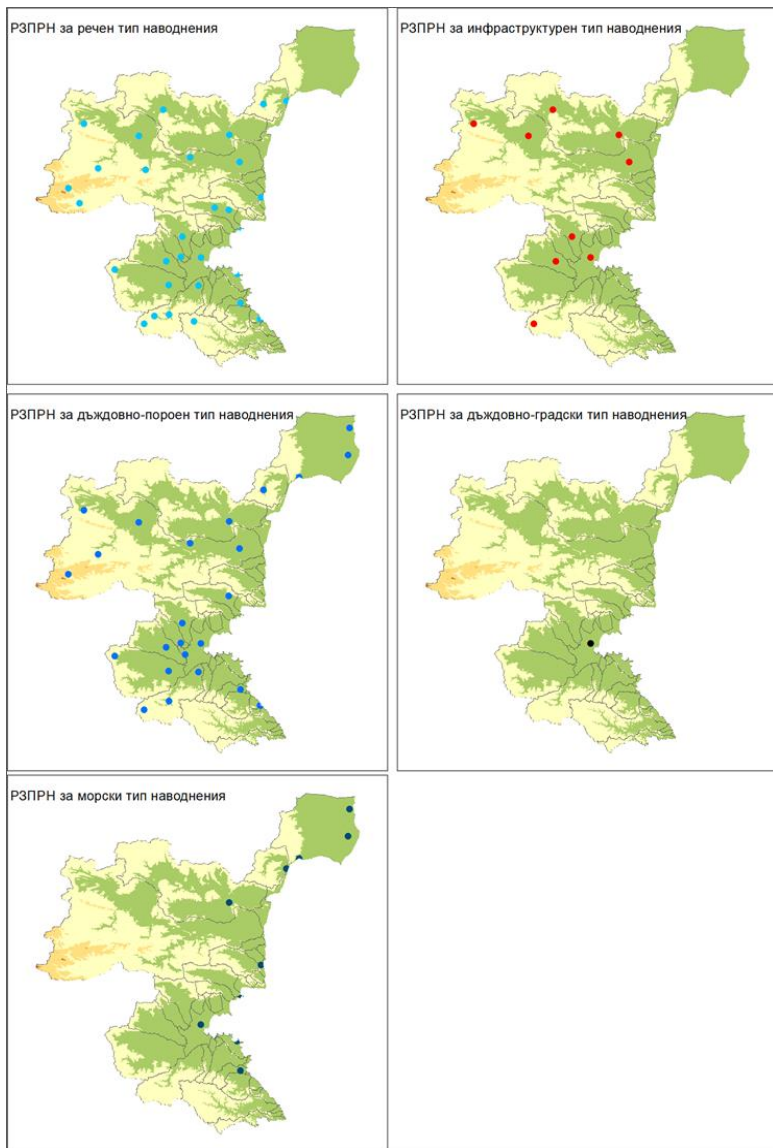 РЗПРН за речен тип наводнения
РЗПРН за инфраструктурен тип наводнения
РЗПРН за дъждовно-пороен тип наводнения
РЗПРН за дъждовно-градски тип наводнения
РЗПРН за морски тип наводнения